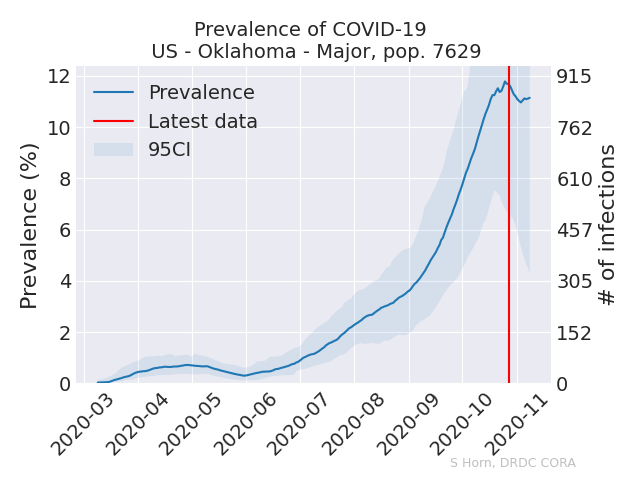 Prevalence of COVID-19
US - Oklahoma - Major, pop. 7629
Prevalence
Latest data
95CI
Prevalence (%)
12
10
8
6
4
2
0
915
762
610
457
305
152
0
# of infections
2020-03
2020-04
2020-05
2020-06
2020-07
2020-08
2020-09
2020-10
2020-11
S Horn, DRDC CORA